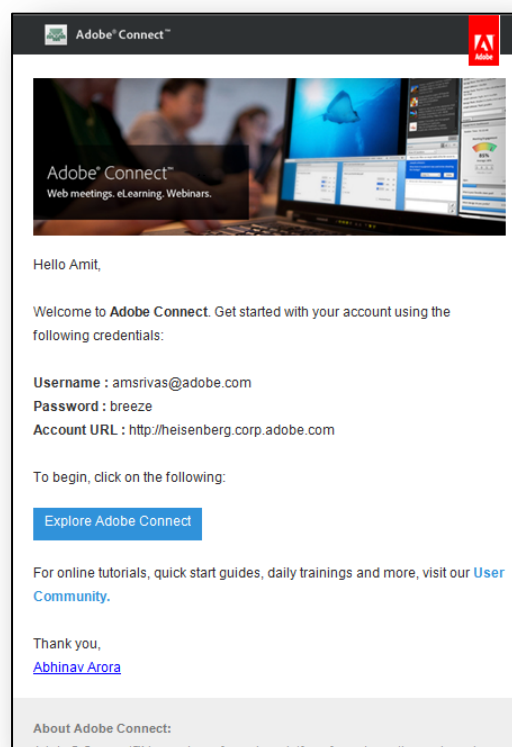 Adobe® Connect™
Adobe
Adobe® Connect™
Web meetings. eLearning. Webinars.
Hello Amit,
Welcome to Adobe Connect. Get started with your account using the
following credentials:
Username : amsrivas@adobe.com
Password : breeze
Account URL : http://heisenberg.corp.adobe.com
To begin, click on the following:
Explore Adobe Connect
For online tutorials, quick start guides, daily trainings and more, visit our User
Community.
Thank you,
Abhinav Arora
About Adobe Connect: